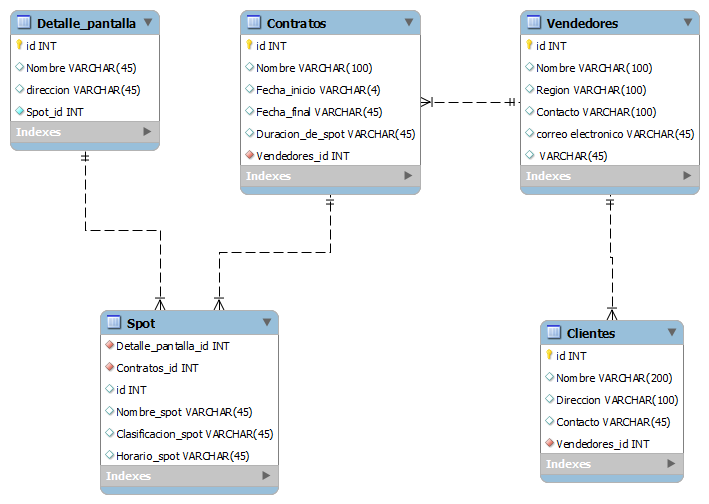 Detalle_pantalla
id INT
Nombre VARCHAR(45)
direccion VARCHAR(45)
Spot_id INT
Indexes
Contratos
id INT
Nombre VARCHAR(100)
Fecha_inicio VARCHAR(4)
Fecha_final VARCHAR(45)
Duracion_de_spot VARCHAR(45)
Vendedores_id INT
Indexes
Vendedores
id INT
Nombre VARCHAR(100)
Region VARCHAR(100)
Contacto VARCHAR(100)
correo electronico VARCHAR(45)
VARCHAR(45)
Indexes
Spot
Detalle_pantalla_id INT
Contratos_id INT
id INT
Nombre_spot VARCHAR(45)
Clasificacion_spot VARCHAR(45)
Horario_spot VARCHAR(45)
Indexes
Clientes
id INT
Nombre VARCHAR(200)
Direccion VARCHAR(100)
Contacto VARCHAR(45)
Vendedores_id INT
Indexes